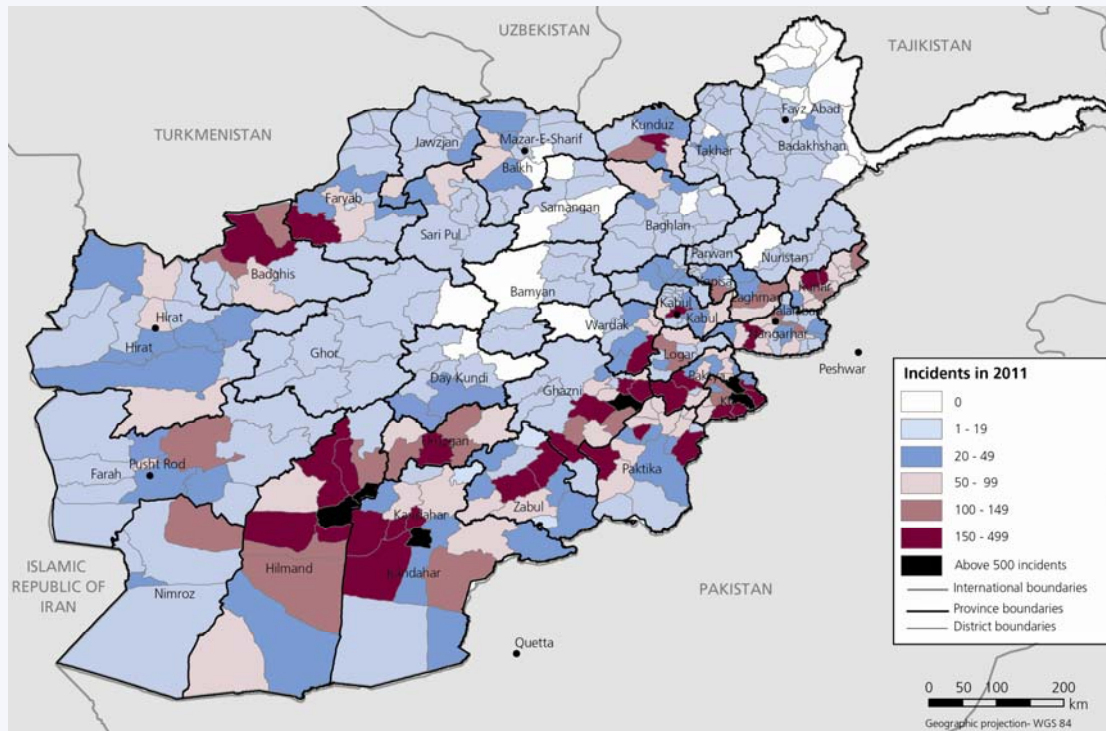 UZBEKISTAN
TAJIKISTAN
TURKMENISTAN
Kunduz
Fayz Abad
Jawzjan
Mazar-E-Sharif
Takhar
Badakhshan
Balkh
Faryab
Samangan
Sari Pul
Baghlan
Parwan
Nuristan
Badghis
Bamyan
Kabul
Hirat
Wardak
Kabul
Hirat
Ghor
Logar
Peshwar
Day Kundi
Ghazni
Farah
Pusht Rod
Paktika
Zabul
Kandahar
Hilmand
Kandahar
Nimroz
ISLAMIC
REPUBLIC OF
IRAN
PAKISTAN
Quetta
Incidents in 2011
0
1 - 19
20 - 49
50 - 99
100 - 149
150 - 499
Above 500 incidents
International boundaries
Province boundaries
District boundaries
0 50 100 200
km
Geographic projection- WGS 84